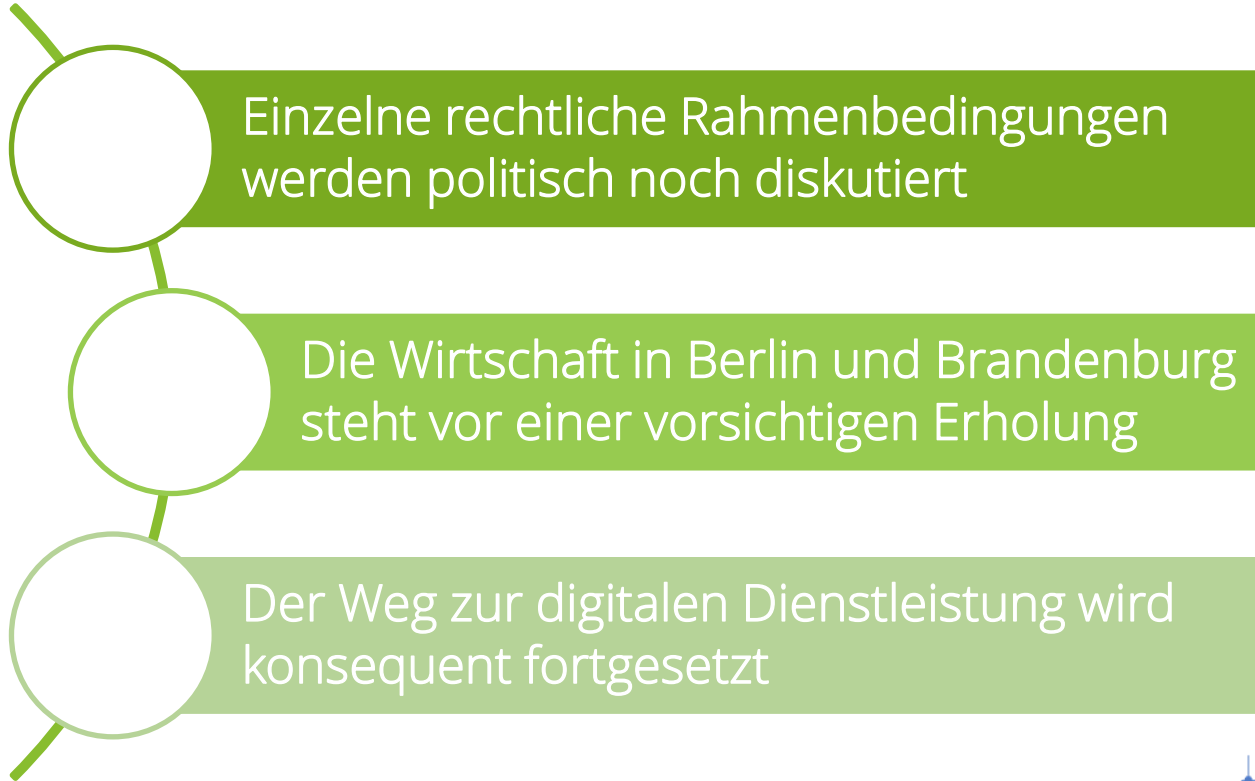 Einzelne rechtliche Rahmenbedingungen
werden politisch noch diskutiert
Die Wirtschaft in Berlin und Brandenburg
steht vor einer vorsichtigen Erholung
Der Weg zur digitalen Dienstleistung wird
konsequent fortgesetzt